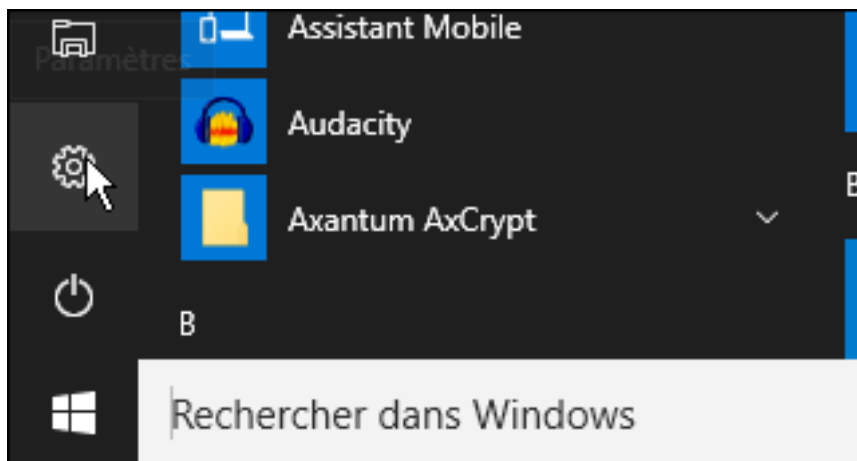 Assistant Mobile
Paramètres
Audacity
Axantum AxCrypt
B
Rechercher dans Windows